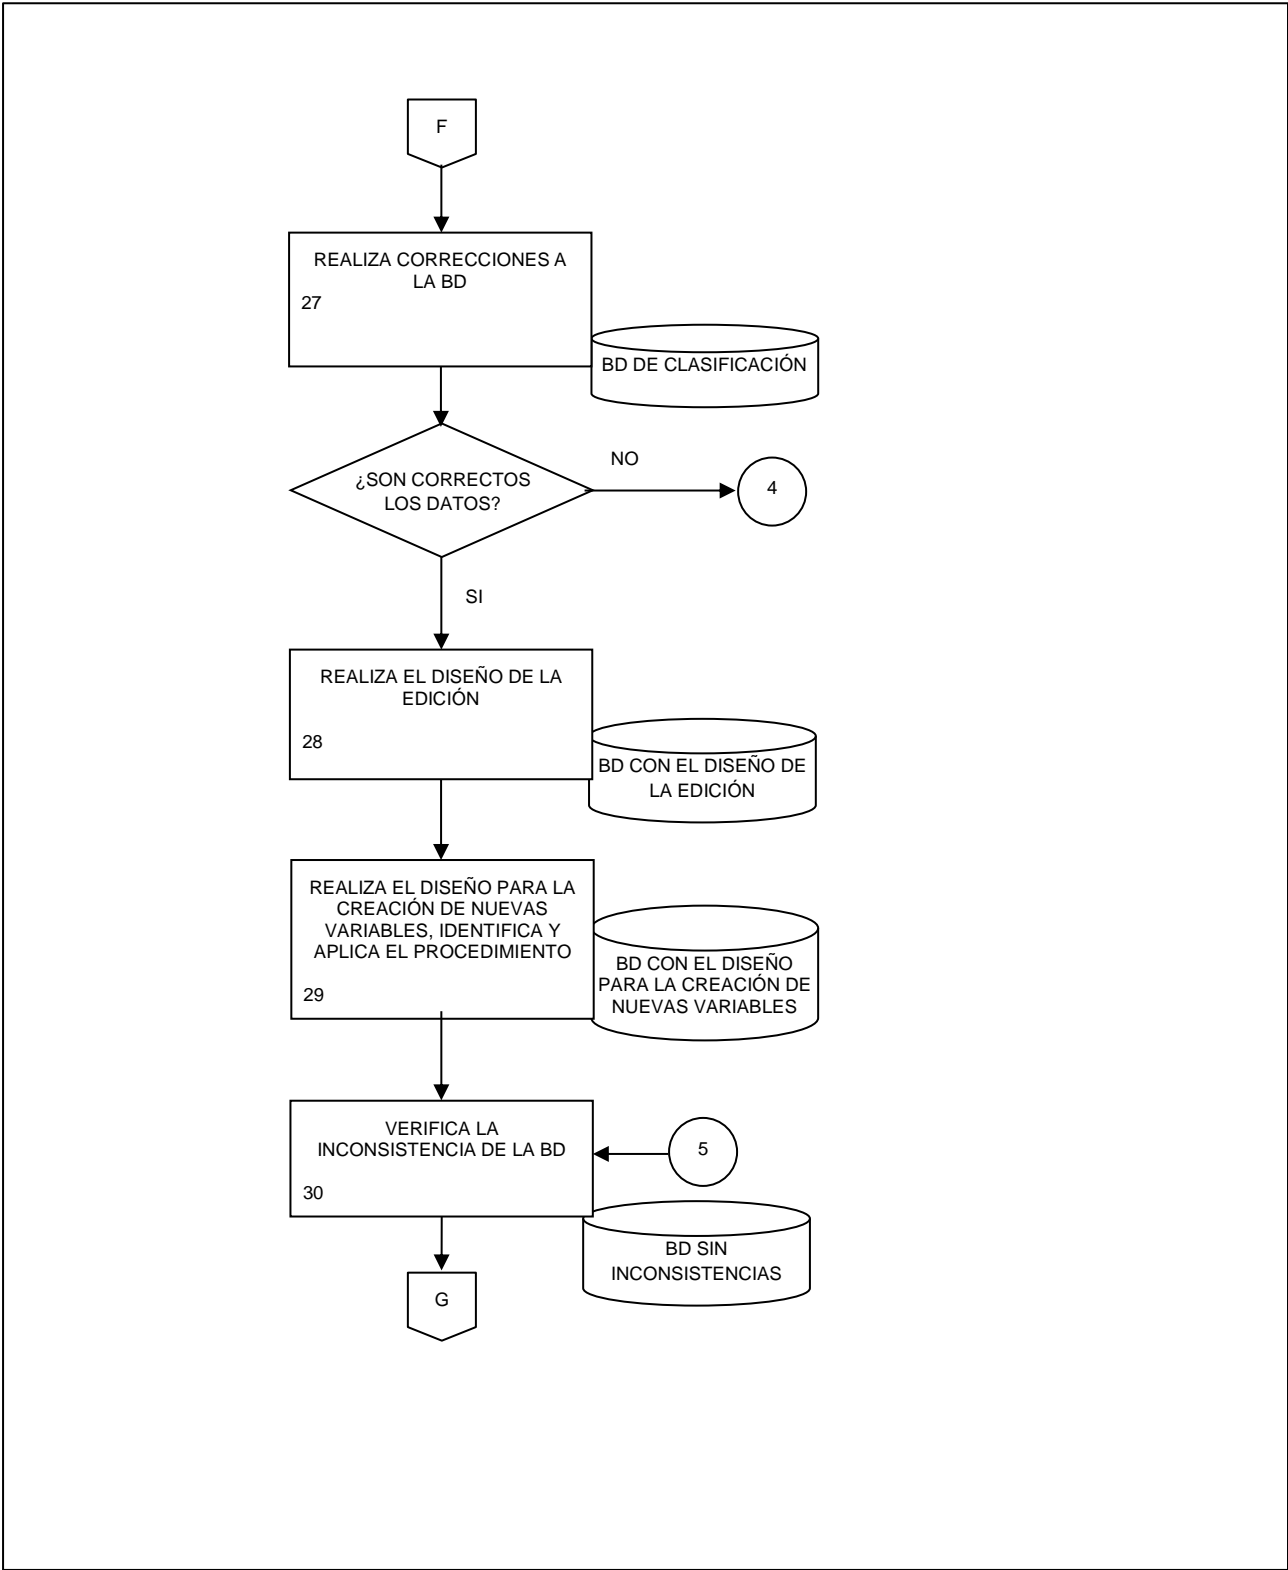 F
REALIZA CORRECCIONES A
LA BD
27
BD DE CLASIFICACIÓN
¿SON CORRECTOS
LOS DATOS?
NO
4
SI
REALIZA EL DISEÑO DE LA
EDICIÓN
28
BD CON EL DISEÑO DE
LA EDICIÓN
REALIZA EL DISEÑO PARA LA
CREACIÓN DE NUEVAS
VARIABLES, IDENTIFICA Y
APLICA EL PROCEDIMIENTO
29
BD CON EL DISEÑO
PARA LA CREACIÓN DE
NUEVAS VARIABLES
VERIFICA LA
INCONSISTENCIA DE LA BD
30
5
BD SIN
INCONSISTENCIAS
G